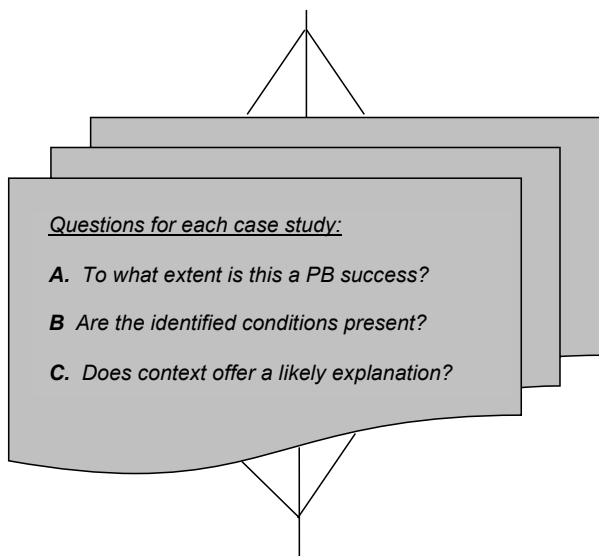 Questions for each case study:
A. To what extent is this a PB success?
B Are the identified conditions present?
C. Does context offer a likely explanation?